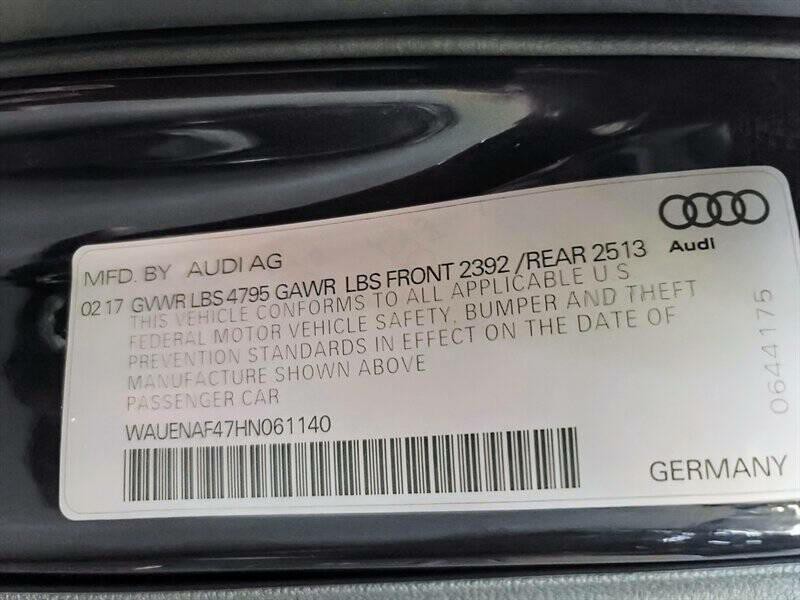 Audi
MFD. BY AUDI AG
02 17 GVWR LBS 4795 GAWR LBS FRONT 2392 /REAR 2513
THIS VEHICLE CONFORMS TO ALL APPLICABLE U S
FEDERAL MOTOR VEHICLE SAFETY, BUMPER AND THEFT
PREVENTION STANDARDS IN EFFECT ON THE DATE OF
MANUFACTURE SHOWN ABOVE
PASSENGER CAR
WAUENAF47HN061140
GERMANY
0644175